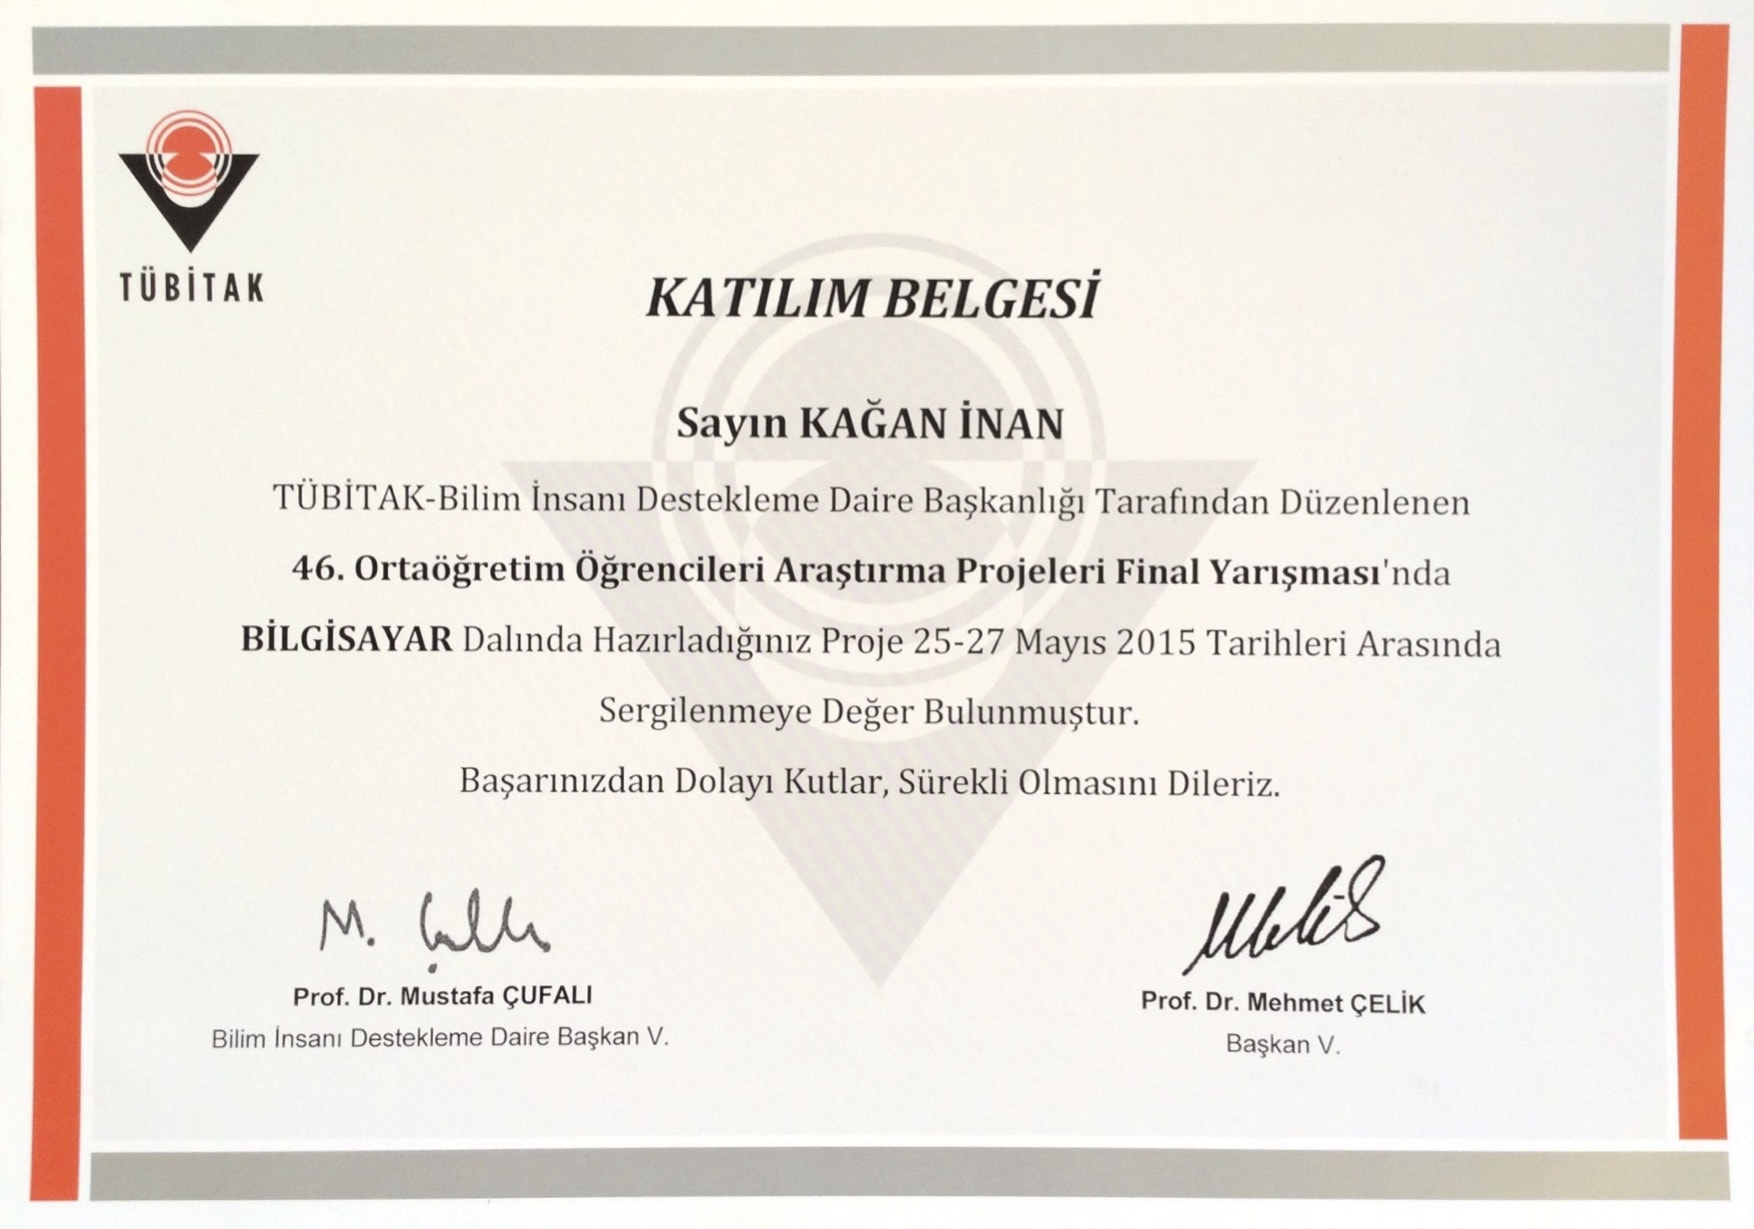 TÜBİTAK
KATILIM BELGESİ
Sayın KAĞAN İNAN
TÜBİTAK-Bilim İnsanı Destekleme Daire Başkanlığı Tarafından Düzenlenen
46. Ortaöğretim Öğrencileri Araştırma Projeleri Final Yarışması'nda
BİLGİSAYAR Dalında Hazırladığınız Proje 25-27 Mayıs 2015 Tarihleri Arasında
Sergilenmeye Değer Bulunmuştur.
Başarınızdan Dolayı Kutlar, Sürekli Olmasını Dileriz.
Prof. Dr. Mustafa ÇUFALI
Bilim İnsanı Destekleme Daire Başkan V.
Prof. Dr. Mehmet ÇELİK
Başkan V.